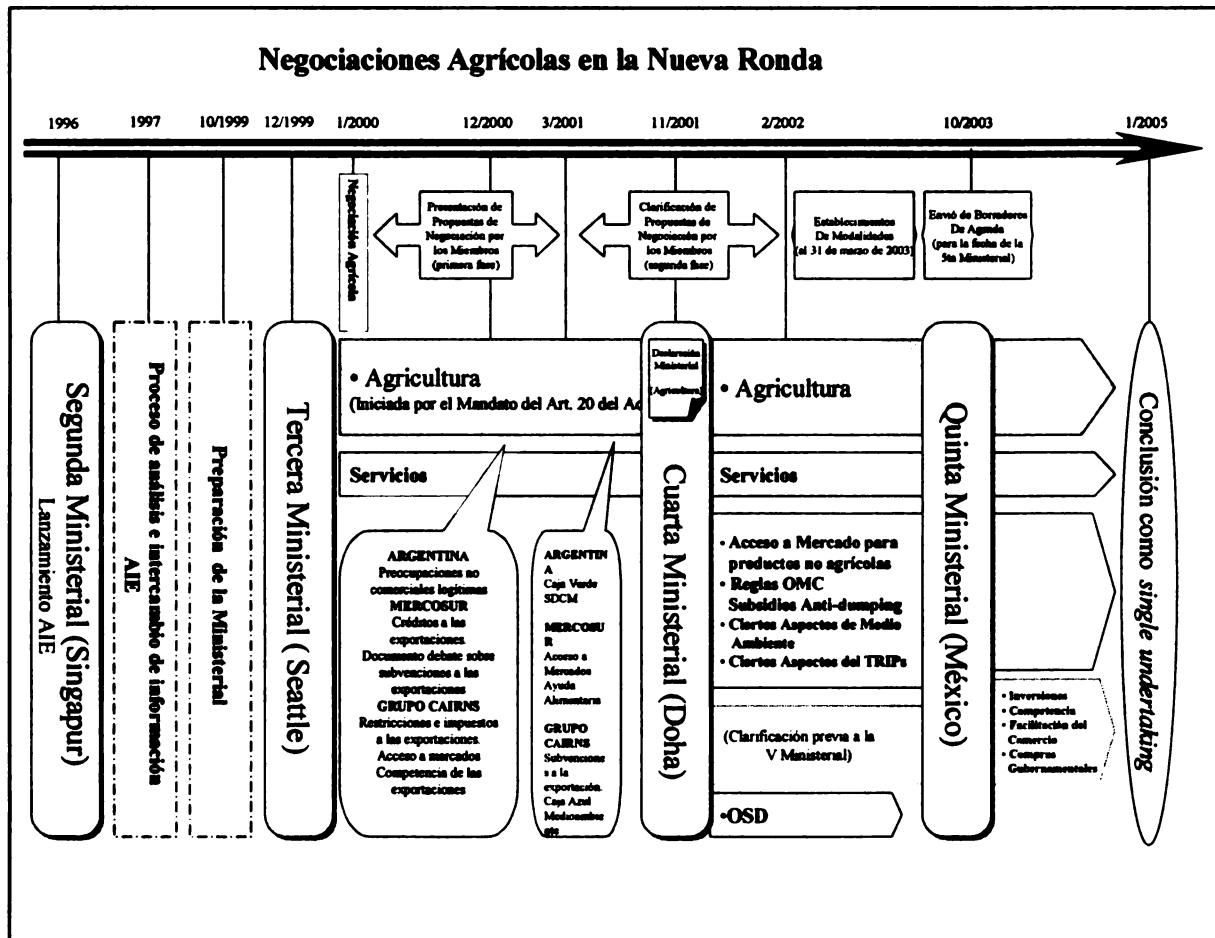 Negociaciones Agrícolas en la Nueva Ronda
1996
1997
10/1999
12/1999
1/2000
12/2000
3/2001
11/2001
2/2002
10/2003
1/2005
Negociación Agrícola
Presentación de
Propuestas de
Negociación por
los Miembros
(primera fase)
Clarificación de
Propuestas de
Negociación por
los Miembros
(segunda fase)
Establecimentos
De Modalidades
(al 31 de marzo de 2003)
Envió de Borradores
De Agenda
(para la fecha de la
5ta Ministerial)
Segunda Ministerial (Singapur)
Lanzamiento AIE
Proceso de análisis e intercambio de información
AIE
Preparación de la Ministerial
Tercera Ministerial ( Seattle)
• Agricultura
(Iniciada por el Mandato del Art. 20 del Ac
Servicios
ARGENTINA
Preocupaciones no
comerciales legítimas
MERCOSUR
Créditos a las
exportaciones.
Documento debate sobre
subvenciones a las
exportaciones
GRUPO CAIRNS
Restricciones e impuestos
a las exportaciones.
Acceso a mercados
Competencia de las
exportaciones
ARGENTIN
A
Caja Verde
SDCM
MERCOSU
R
Acceso a
Mercados
Ayuda
Alimentaria
GRUPO
CAIRNS
Subvencione
s a la
exportación.
Caja Azul
Medioambie
nte
Declaración
Ministerial
(Agricultura)
Cuarta Ministerial (Doha)
• Agricultura
Servicios
• Acceso a Mercado para
productos no agrícolas
• Reglas OMC
Subsidios Anti-dumping
• Ciertos Aspectos de Medio
Ambiente
• Ciertos Aspectos del TRIPs
(Clarificación previa a la
V Ministerial)
•OSD
Quinta Ministerial (México)
• Inversiones
• Competencia
• Facilitación del
Comercio
• Compras
Gubernamentales
Conclusión como single undertaking